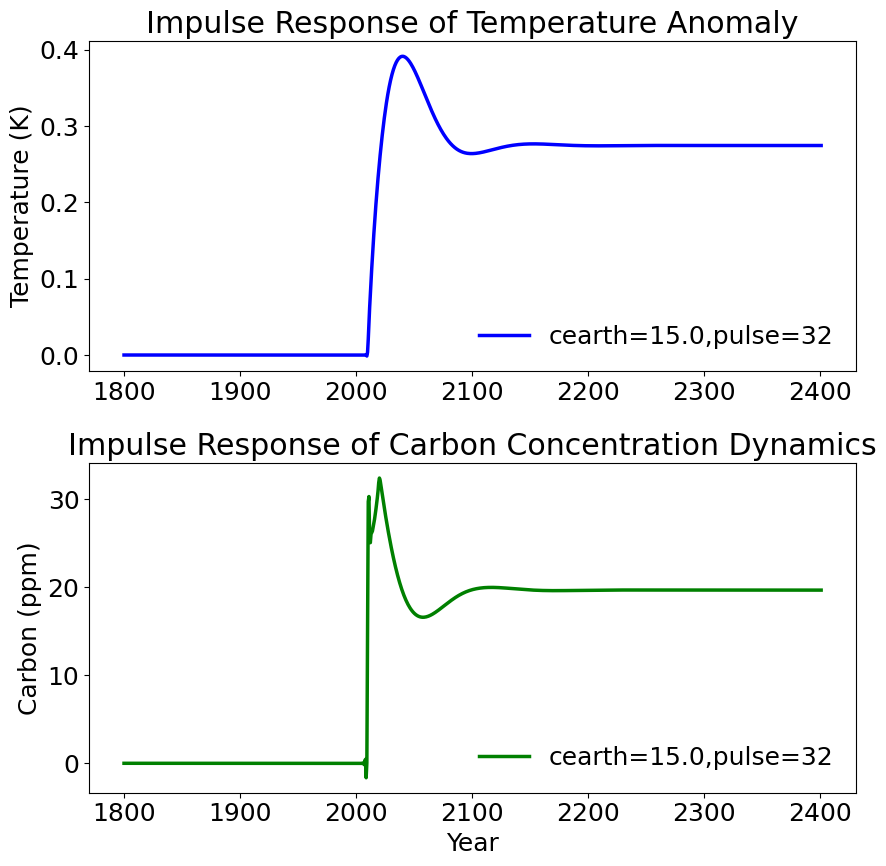 Impulse Response of Temperature Anomaly
Temperature (K)
0.4
0.3
0.2
0.1
0.0
cearth=15.0,pulse=32
1800 1900 2000 2100 2200 2300 2400
Impulse Response of Carbon Concentration Dynamics
Carbon (ppm)
30
20
10
0
cearth=15.0,pulse=32
1800 1900 2000 2100 2200 2300 2400
Year